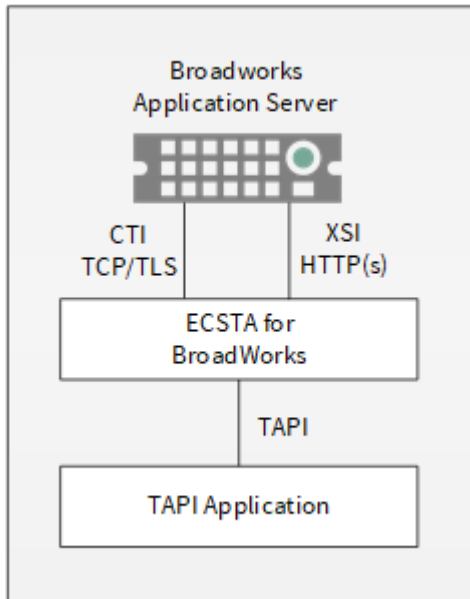 Broadworks
Application Server
CTI
TCP/TLS
XSI
HTTP(s)
ECSTA for
BroadWorks
TAPI
TAPI Application